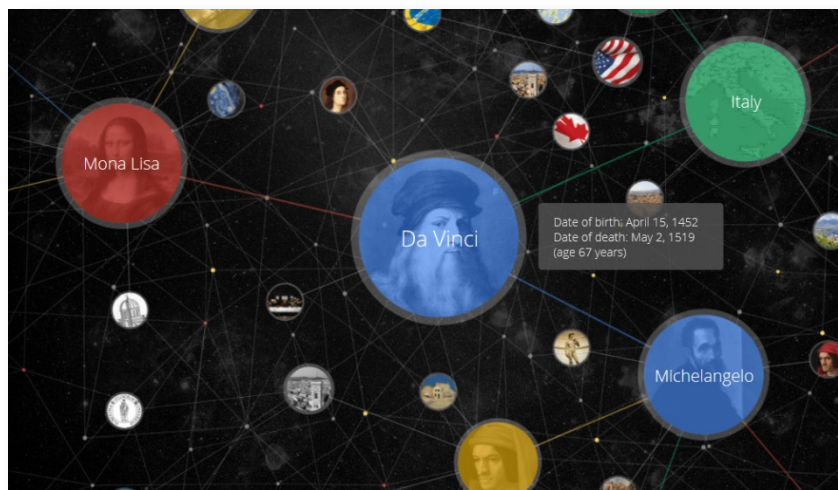 Italy
Mona Lisa
Da Vinci
Date of birth: April 15, 1452
Date of death: May 2, 1519
(age 67 years)
Michelangelo